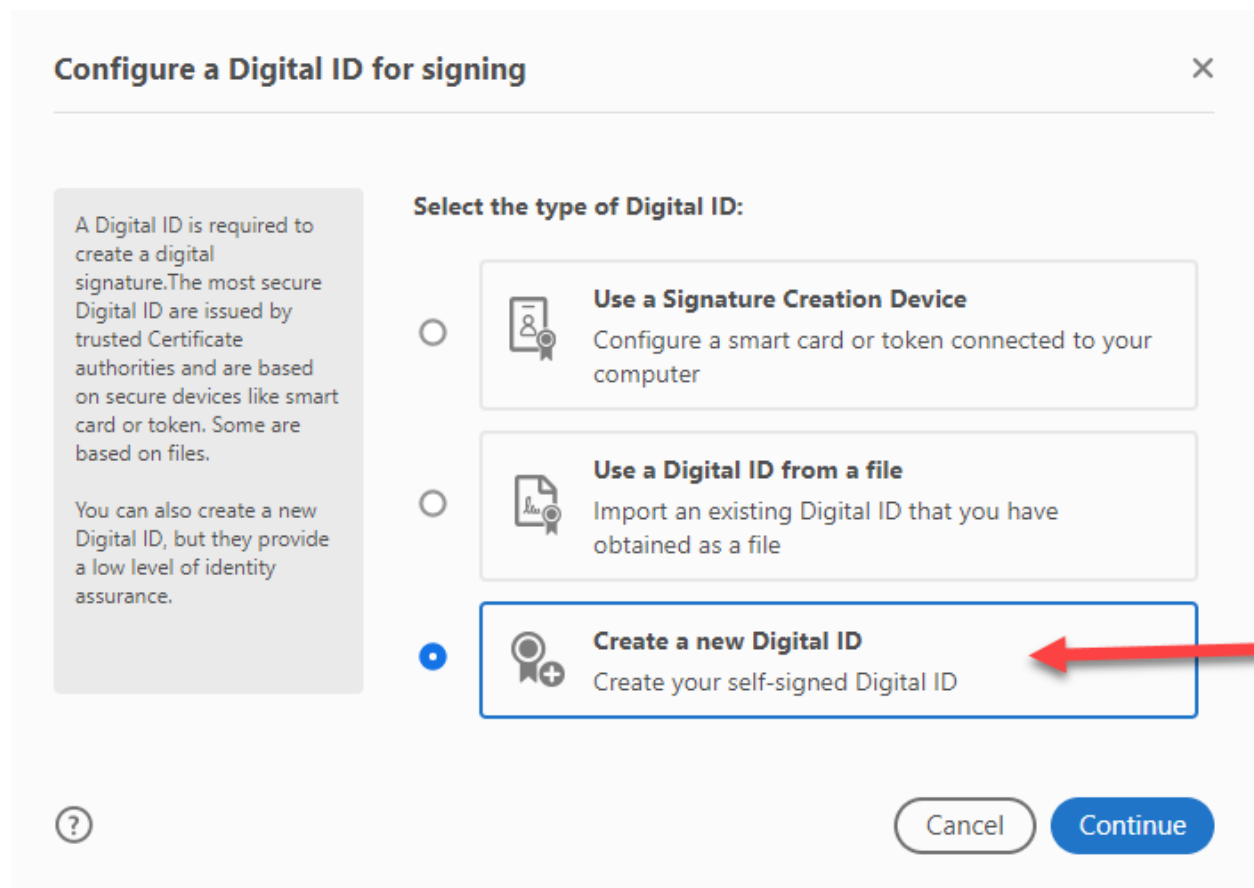 Configure a Digital ID for signing
A Digital ID is required to
create a digital
signature.The most secure
Digital ID are issued by
trusted Certificate
authorities and are based
on secure devices like smart
card or token. Some are
based on files.
You can also create a new
Digital ID, but they provide
a low level of identity
assurance.
Select the type of Digital ID:
Use a Signature Creation Device
Configure a smart card or token connected to your
computer
Use a Digital ID from a file
Import an existing Digital ID that you have
obtained as a file
Create a new Digital ID
Create your self-signed Digital ID
?
Cancel
Continue